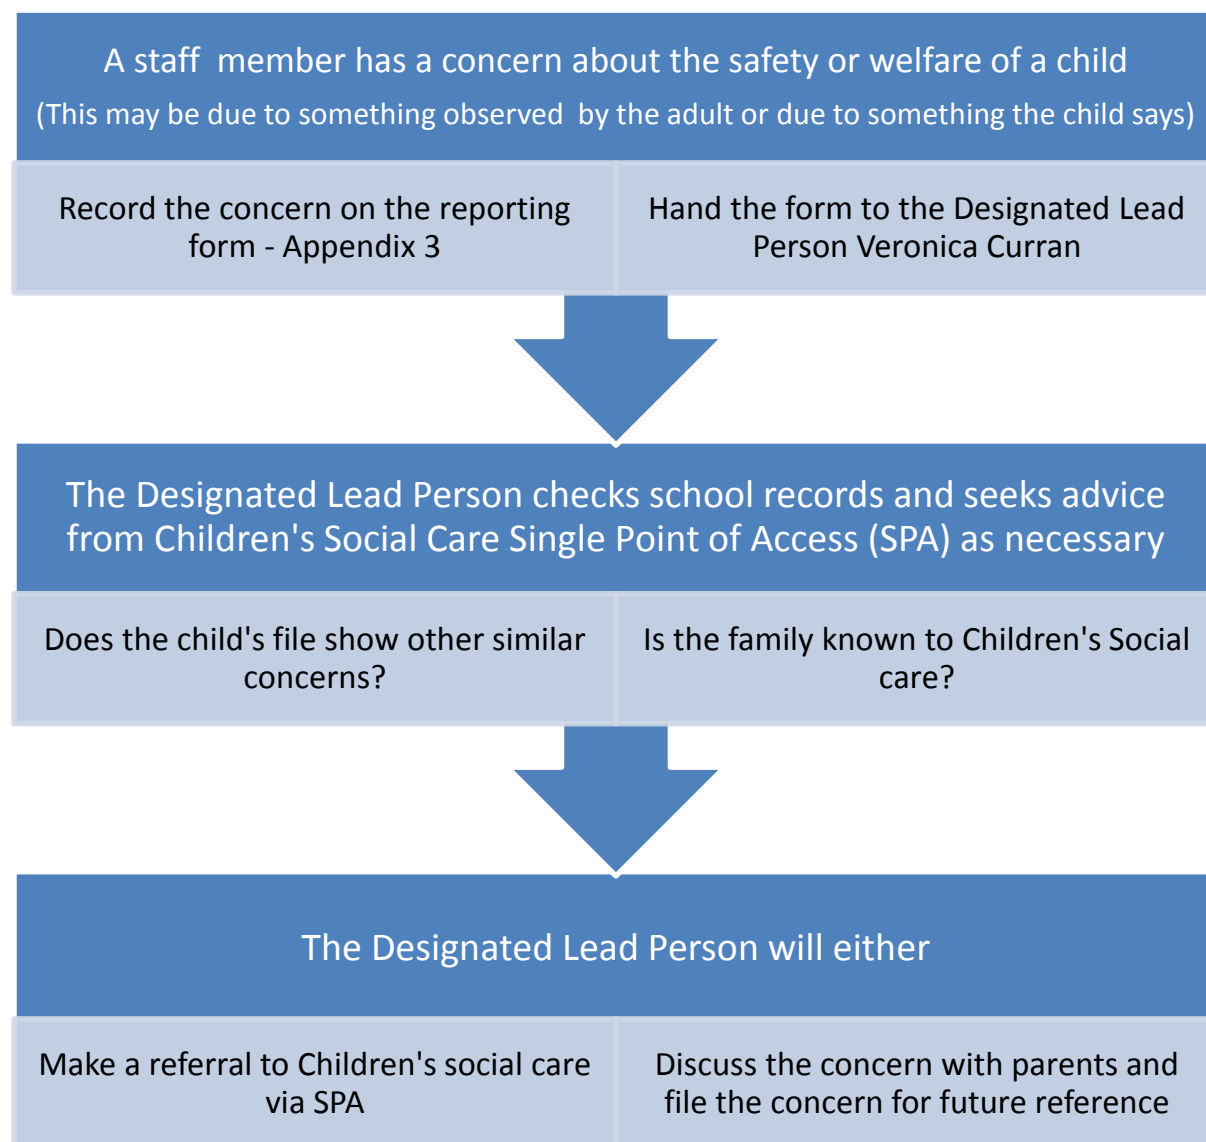 A staff  member has a concern about the safety or welfare of a child
(This may be due to something observed  by the adult or due to something the child says)
Record the concern on the reporting
form - Appendix 3
Hand the form to the Designated Lead
Person Veronica Curran
The Designated Lead Person checks school records and seeks advice
from Children's Social Care Single Point of Access (SPA) as necessary
Does the child's file show other similar
concerns?
Is the family known to Children's Social
care?
The Designated Lead Person will either
Make a referral to Children's social care
via SPA
Discuss the concern with parents and
file the concern for future reference